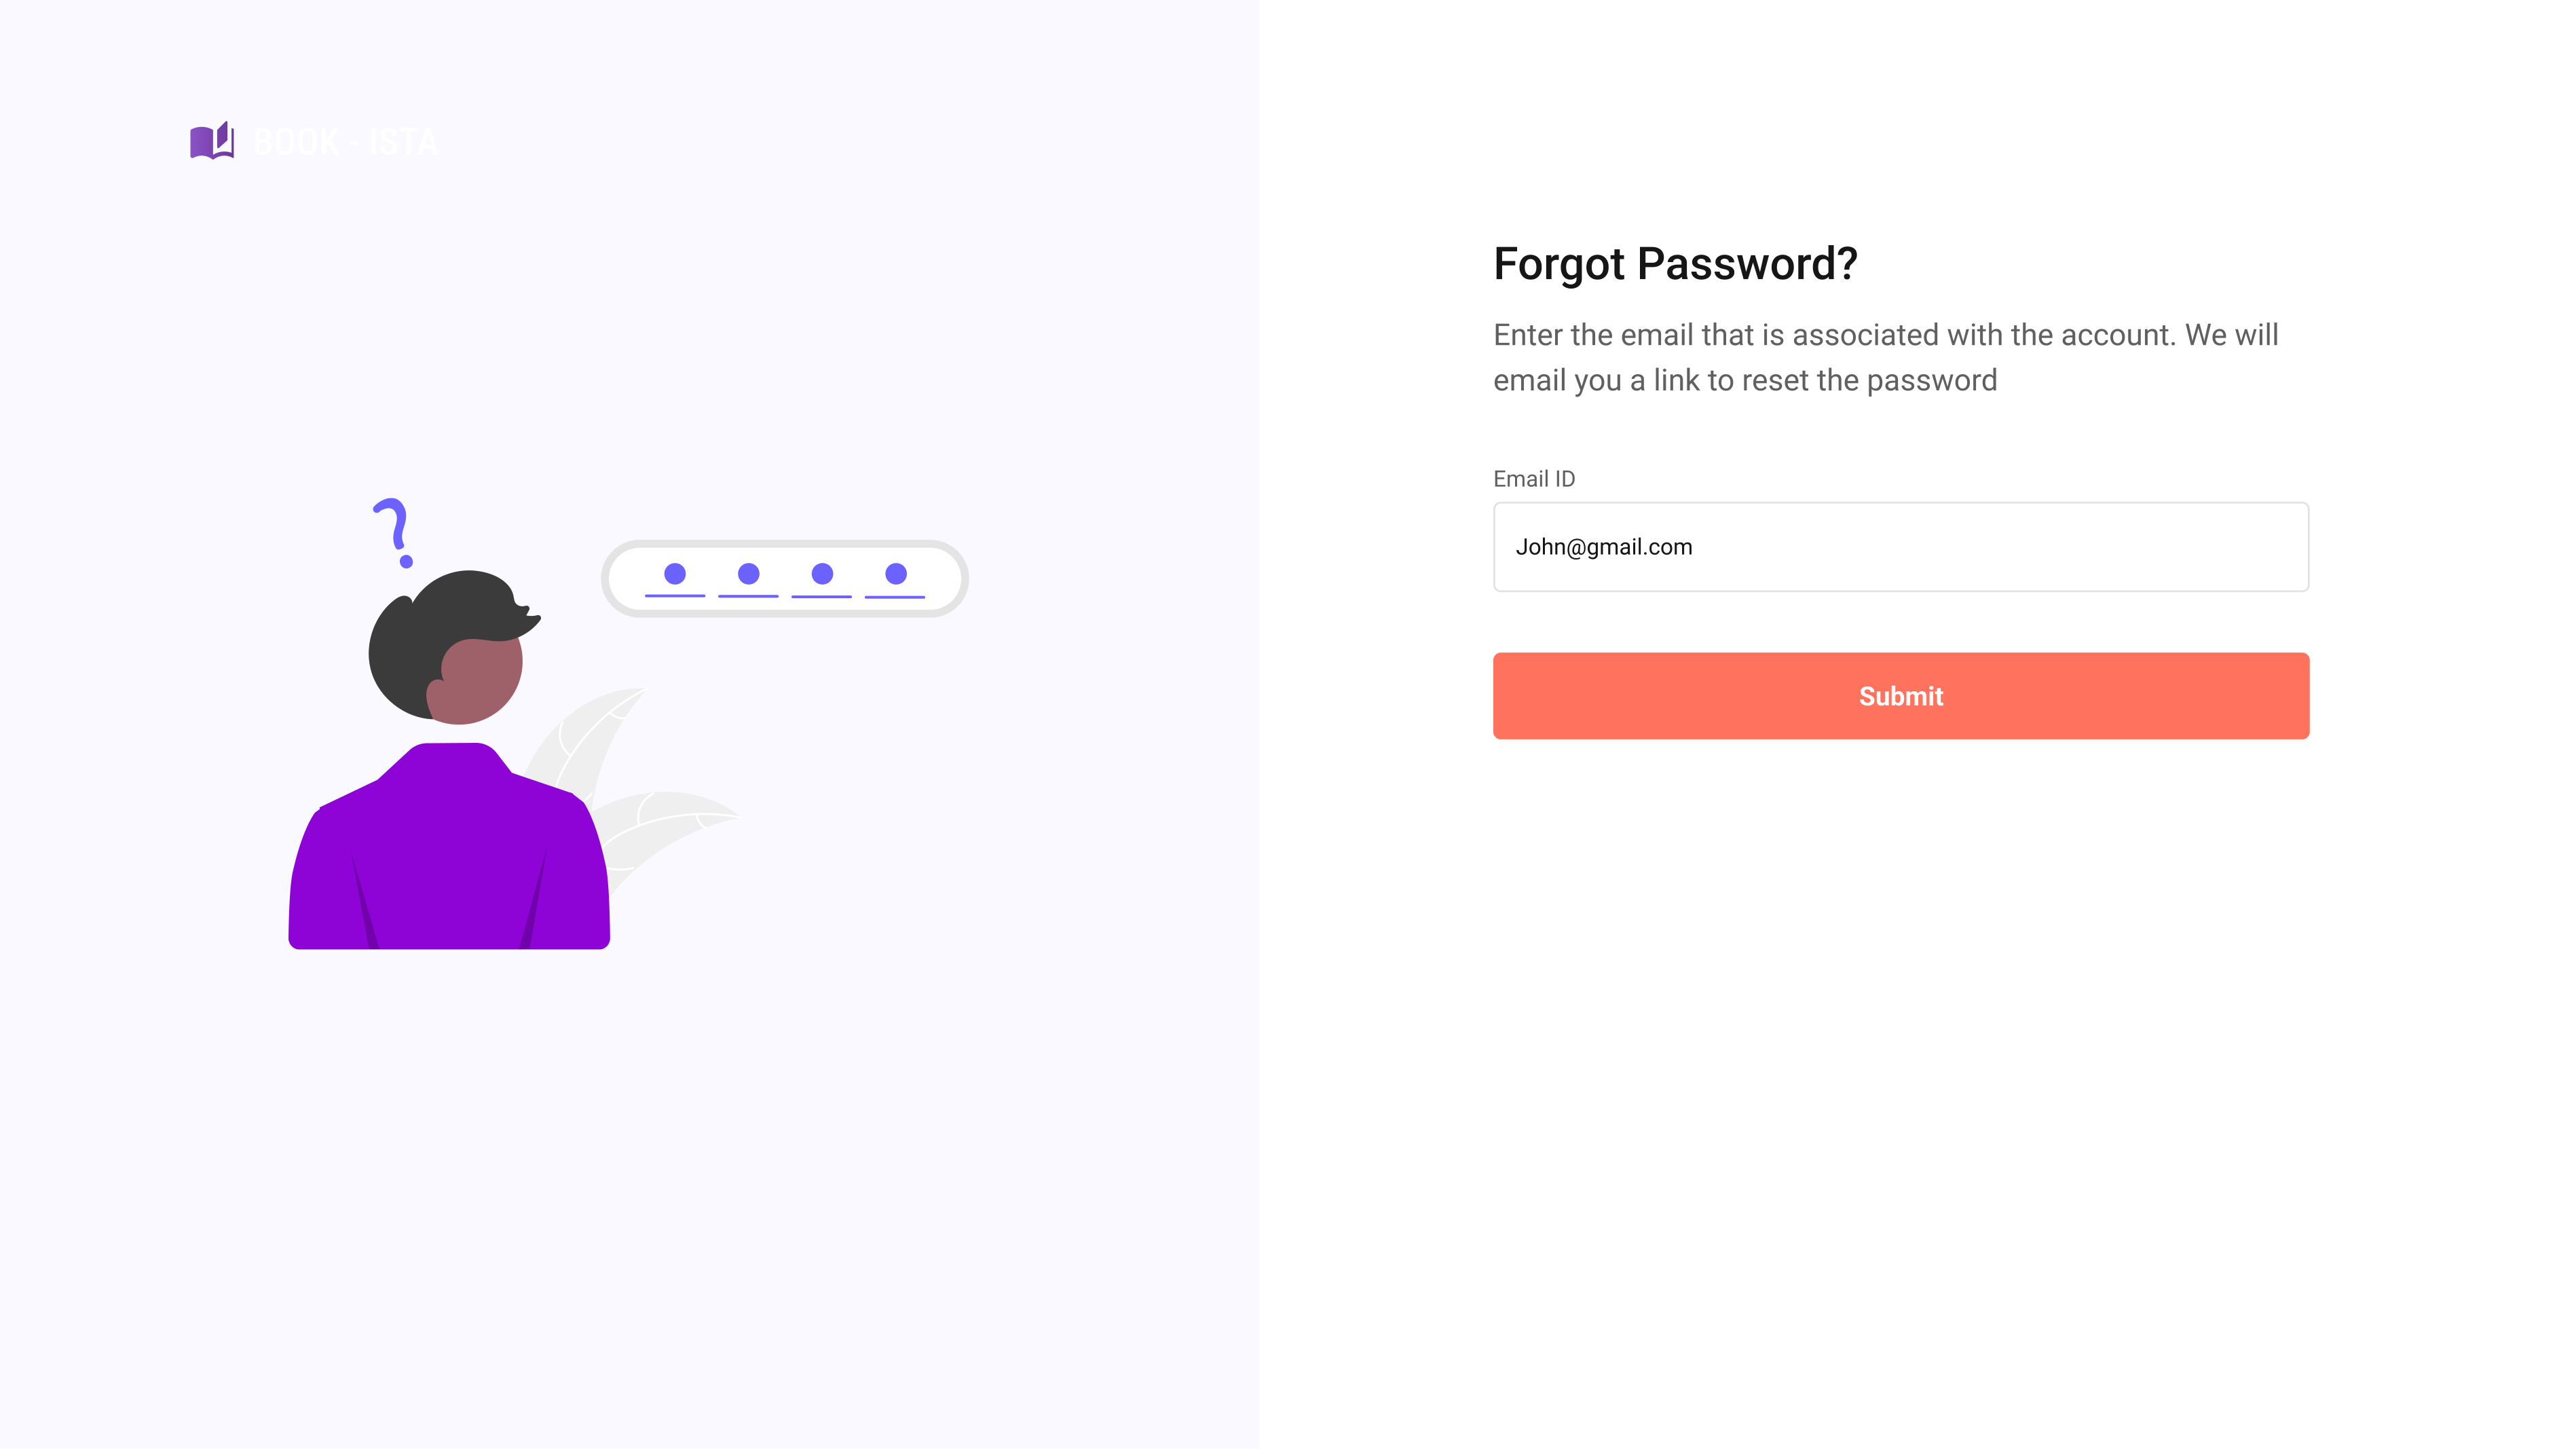 BOOK - ISTA
Forgot Password?
Enter the email that is associated with the account. We will
email you a link to reset the password
Email ID
John@gmail.com
Submit